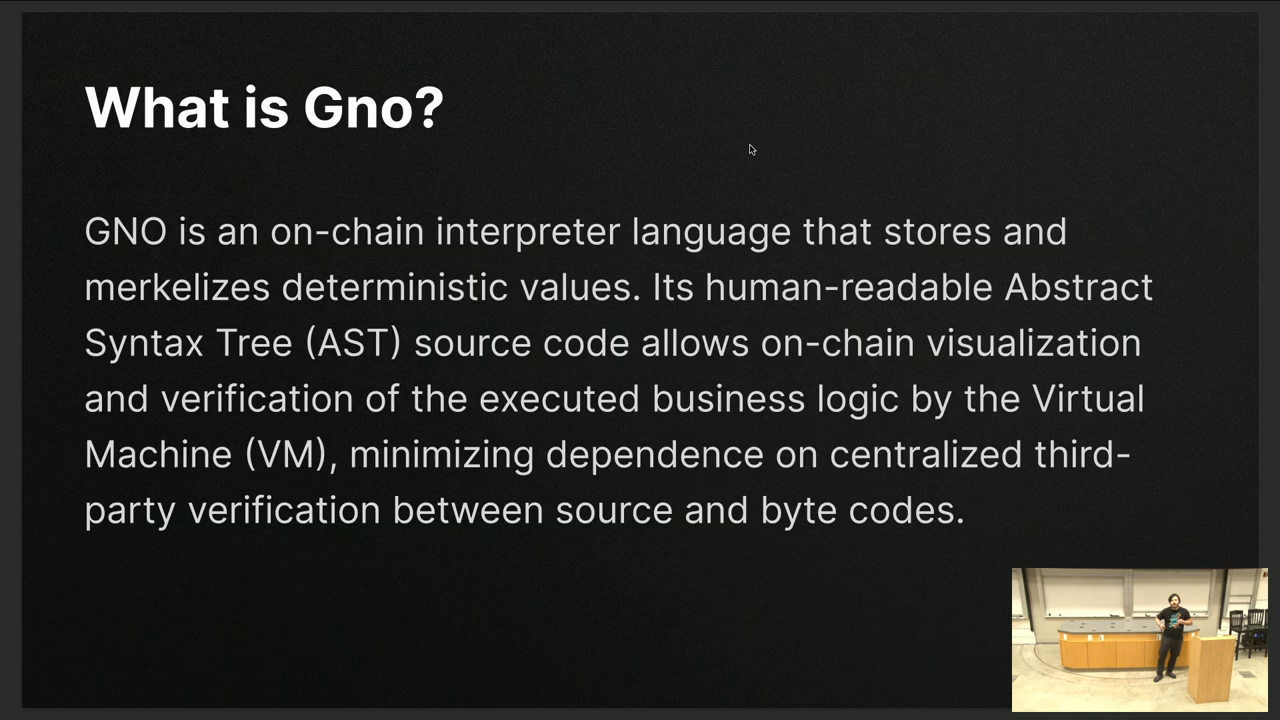 What is Gno?
GNO is an on-chain interpreter language that stores and
merkelizes deterministic values. Its human-readable Abstract
Syntax Tree (AST) source code allows on-chain visualization
and verification of the executed business logic by the Virtual
Machine (VM), minimizing dependence on centralized third-
party verification between source and byte codes.